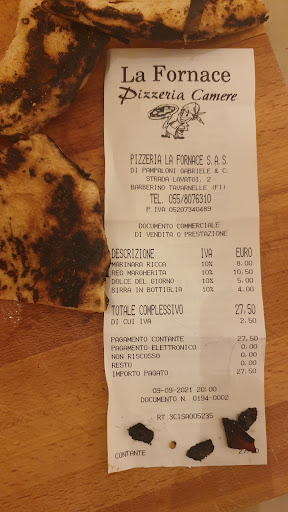 La Fornace
Pizzeria Camere
PIZZERIA LA FORNACE S.A.S.
DI PAMPALONI GABRIELE & C.
STRADA LAVATOI, 2
BARBERINO TAVARNELLE (FI)
TEL. 055/8076310
P.IVA 05207340489
DOCUMENTO COMMERCIALE
DI VENDITA O PRESTAZIONE
DESCRIZIONE IVA EURO
MARINARA RICCA 10% 8.00
REG MARGHERITA 10% 10.50
DOLCE DEL GIORNO 10% 5.00
BIRRA IN BOTTIGLIA 10% 4.00
TOTALE COMPLESSIVO 27.50
DI CUI IVA 2.50
PAGAMENTO CONTANTE 27.50
PAGAMENTO ELETTRONICO 0.00
NON RISCOSSO 0.00
RESTO 0.00
IMPORTO PAGATO 27.50
09-09-2021 20:00
DOCUMENTO N. 0194-0002
RT 3CISA005235
CONTANTE